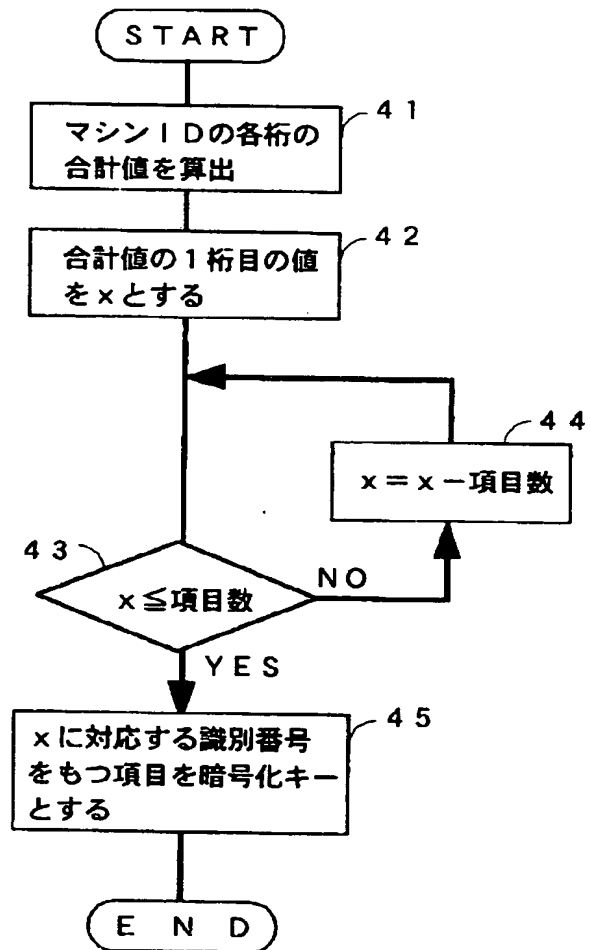 START
41
マシンIDの各桁の
合計値を算出
42
合計値の1桁目の値
をxとする
44
x=x-項目数
43
x≦項目数
NO
YES
45
xに対応する識別番号
をもつ項目を暗号化キー
とする
END